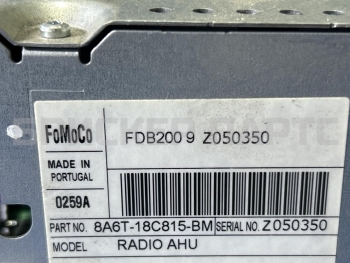 FoMoCo
FDB200 9 Z050350
MADE IN
PORTUGAL
0259A
PART NO. 8A6T-18C815-BM SERIAL NO. Z050350
MODEL RADIO AHU